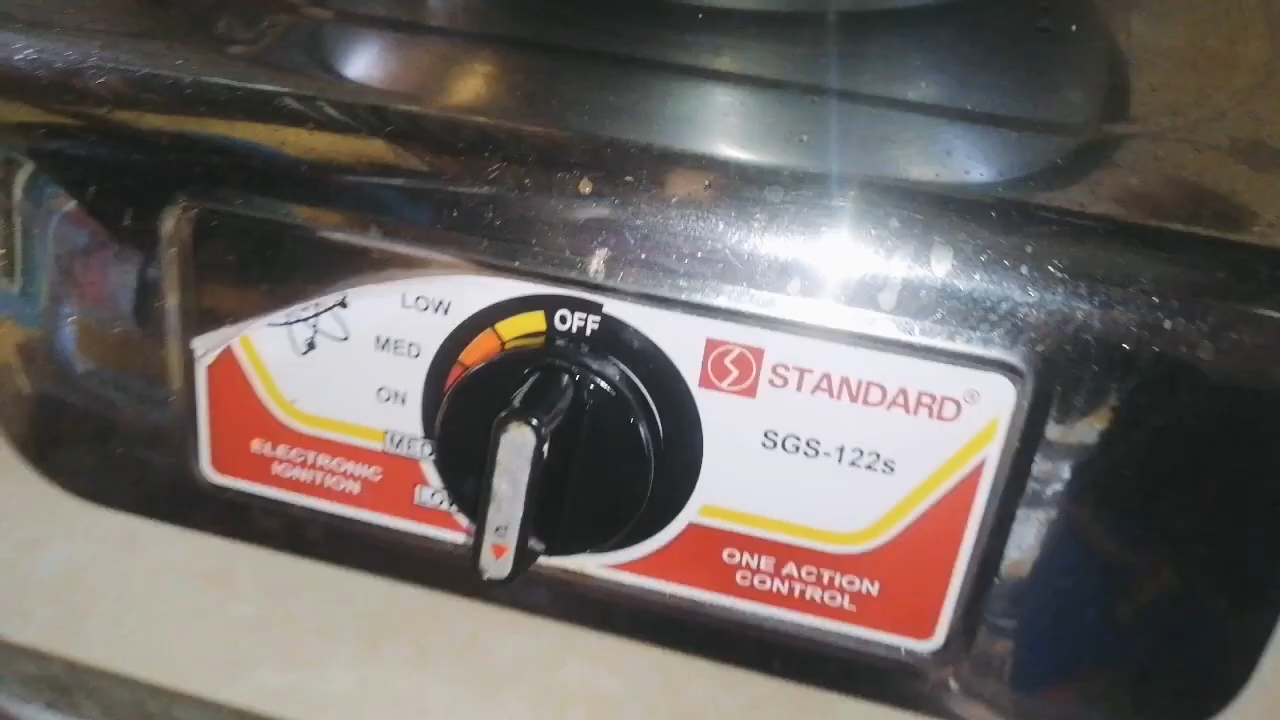 LOW
OFF
MED
ON
MED
LOW
ELECTRONIC
IGNITION
STANDARD®
SGS-122s
ONE ACTION
CONTROL